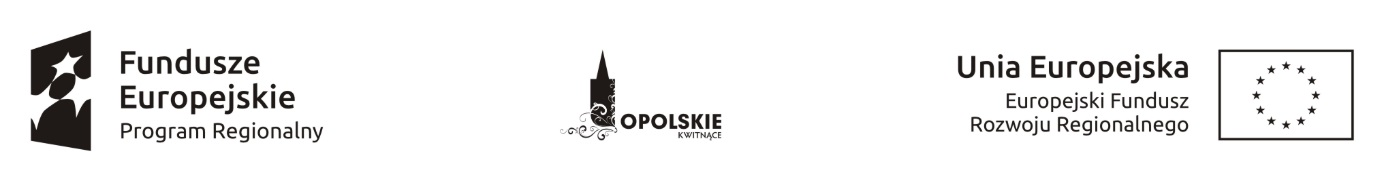 Fundusze
Europejskie
Program Regionalny
OPOLSKIE
KWITNĄCE
Unia Europejska
Europejski Fundusz
Rozwoju Regionalnego